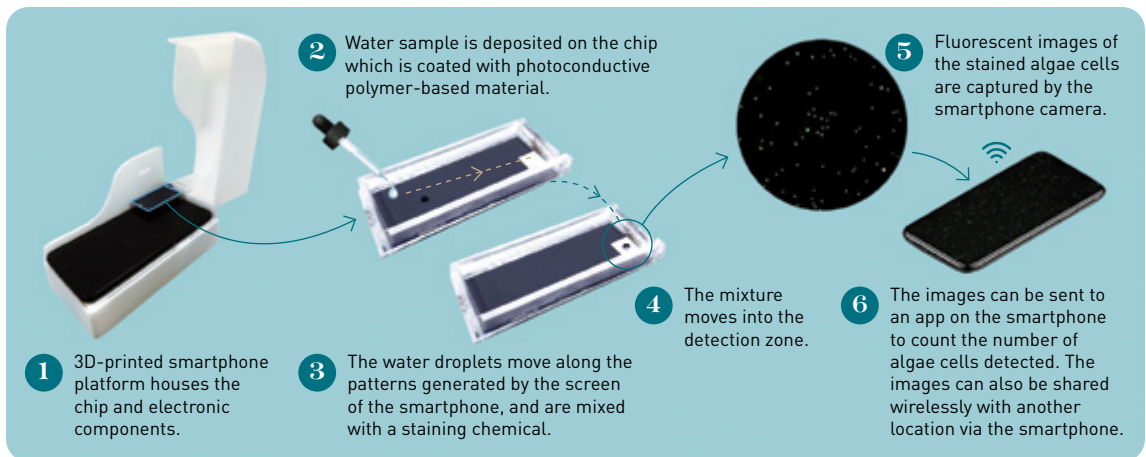 1
3D-printed smartphone
platform houses the
chip and electronic
components.
2
Water sample is deposited on the chip
which is coated with photoconductive
polymer-based material.
3
The water droplets move along the
patterns generated by the screen
of the smartphone, and are mixed
with a staining chemical.
4
The mixture
moves into the
detection zone.
5
Fluorescent images of
the stained algae cells
are captured by the
smartphone camera.
6
The images can be sent to
an app on the smartphone
to count the number of
algae cells detected. The
images can also be shared
wirelessly with another
location via the smartphone.